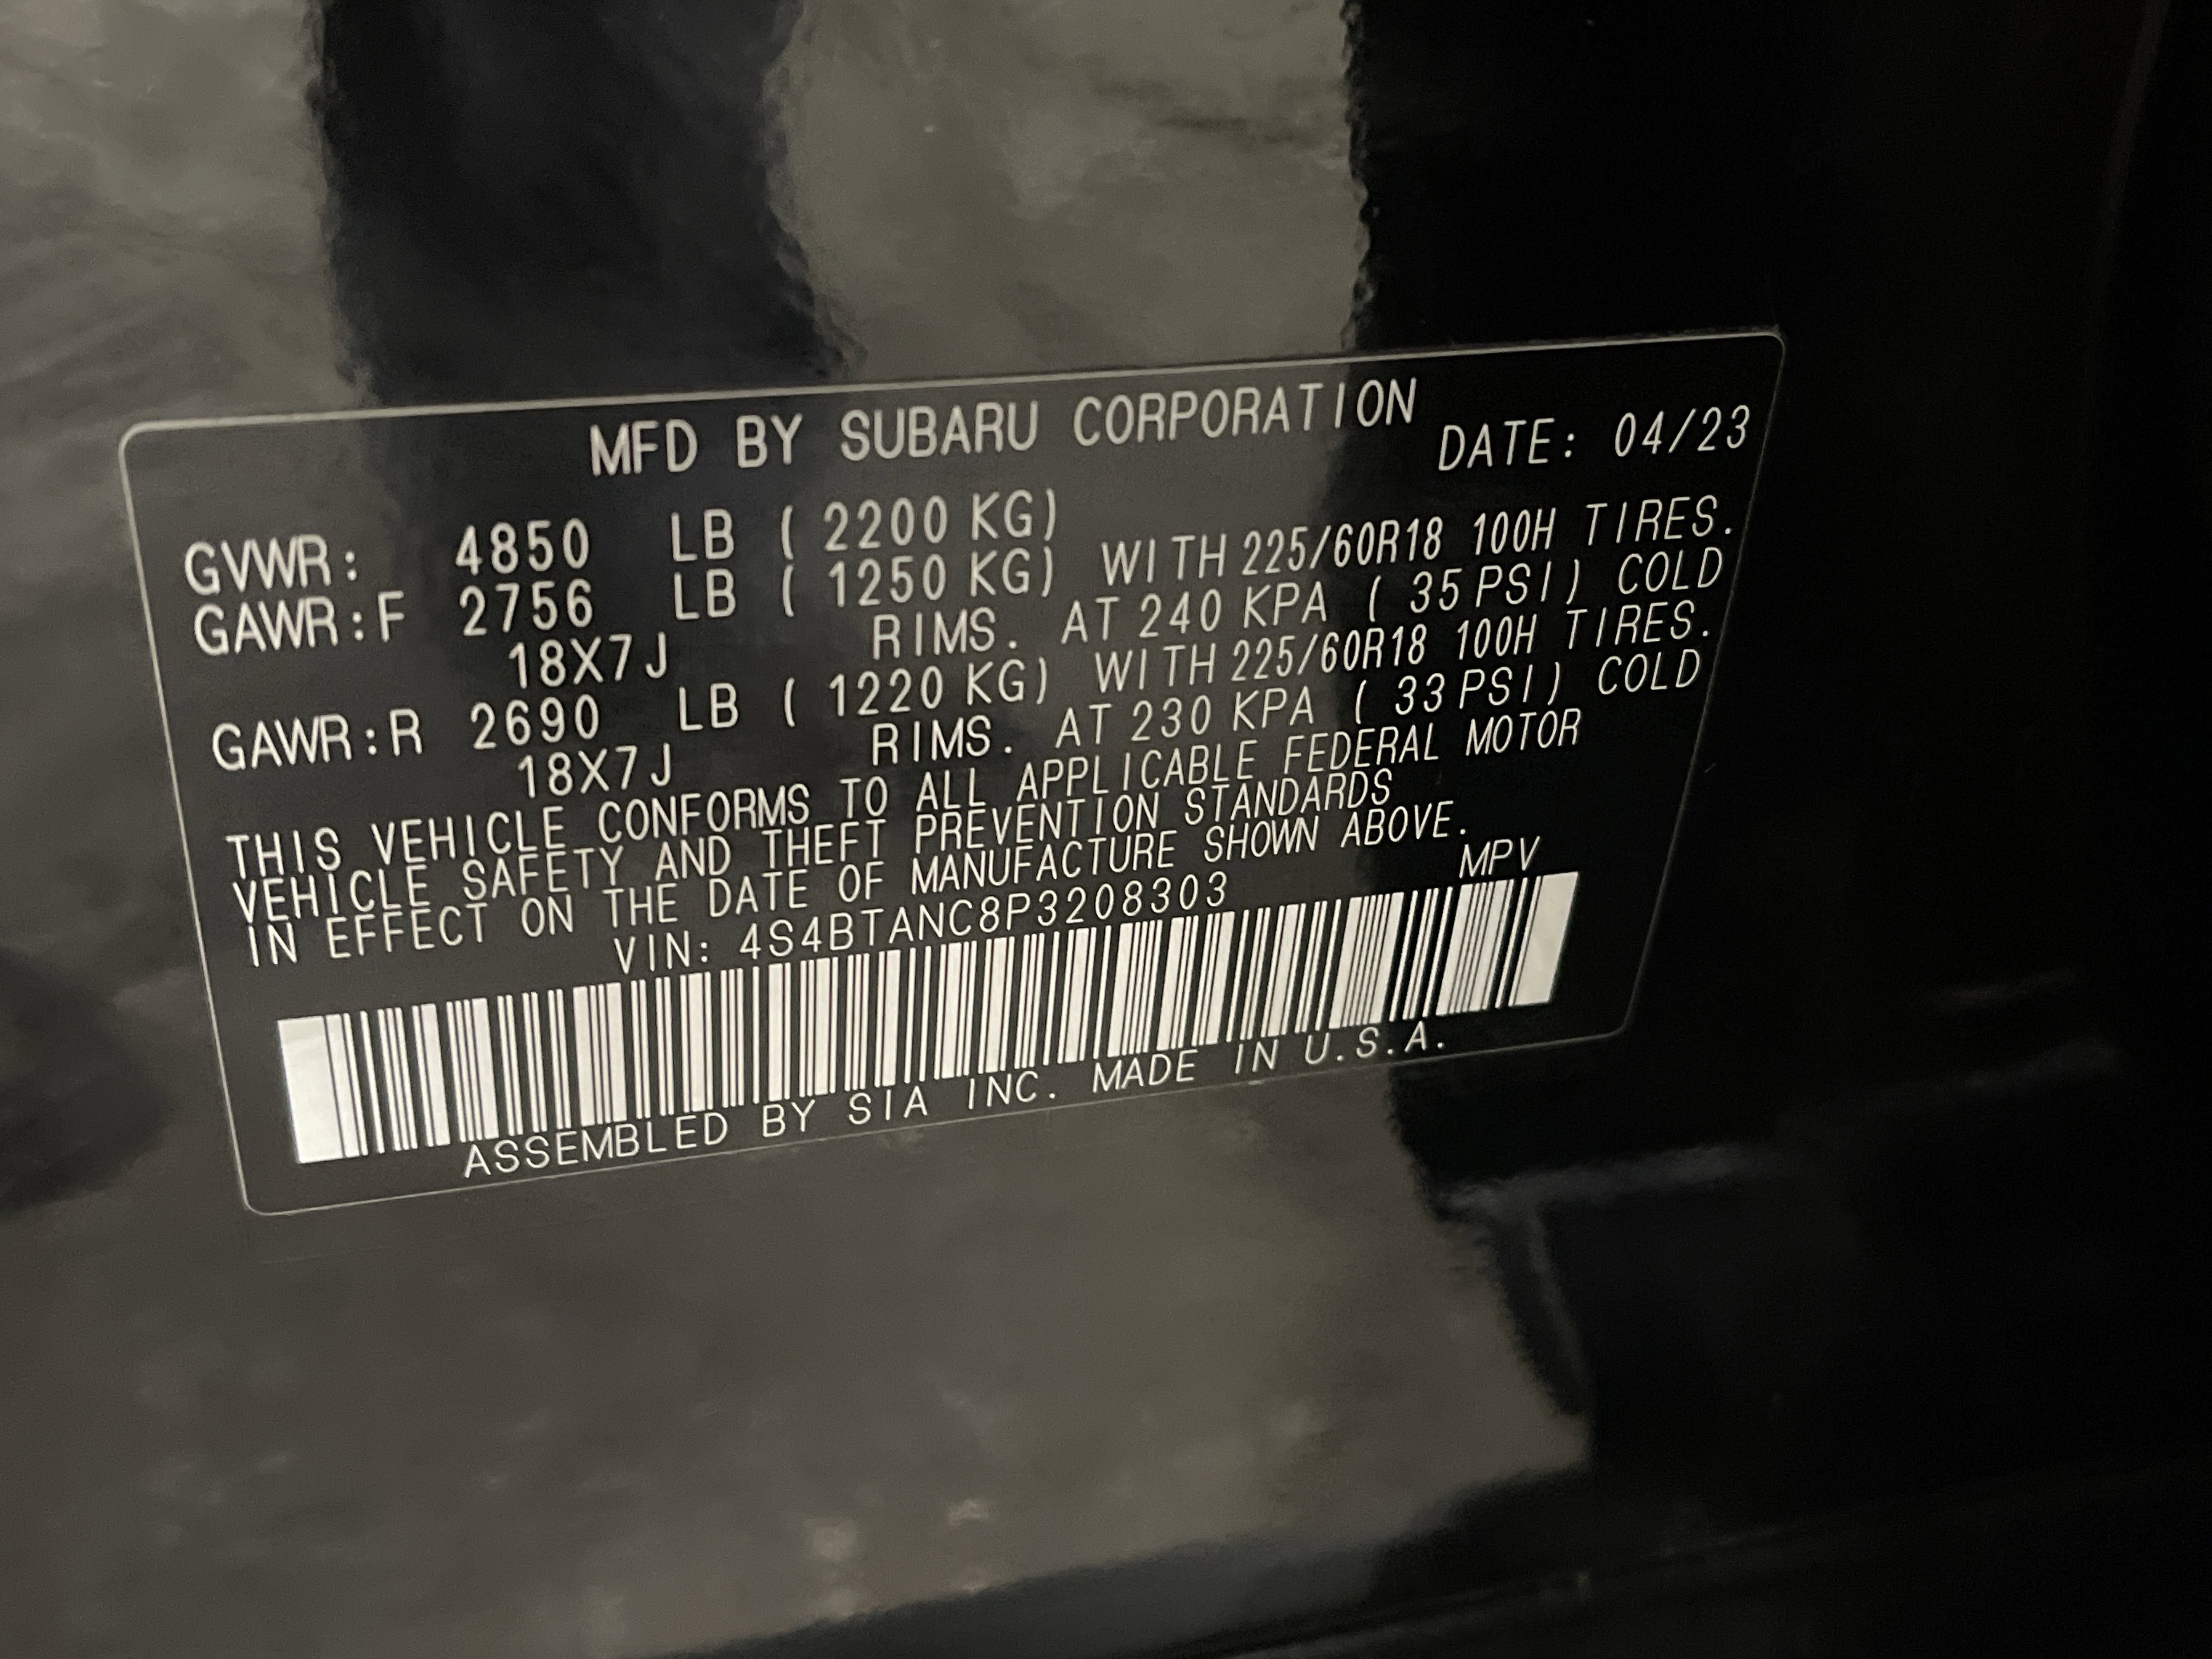 MFD BY SUBARU CORPORATION
DATE: 04/23
GVWR: 4850 LB ( 2200 KG)
GAWR:F 2756 LB ( 1250 KG) WITH 225/60R18 100H TIRES.
18X7J RIMS. AT 240 KPA ( 35 PSI) COLD
GAWR:R 2690 LB ( 1220 KG) WITH 225/60R18 100H TIRES.
18X7J RIMS. AT 230 KPA ( 33 PSI) COLD
THIS VEHICLE CONFORMS TO ALL APPLICABLE FEDERAL MOTOR
VEHICLE SAFETY AND THEFT PREVENTION STANDARDS
IN EFFECT ON THE DATE OF MANUFACTURE SHOWN ABOVE.
VIN: 4S4BTANC8P3208303 MPV
ASSEMBLED BY SIA INC. MADE IN U.S.A.